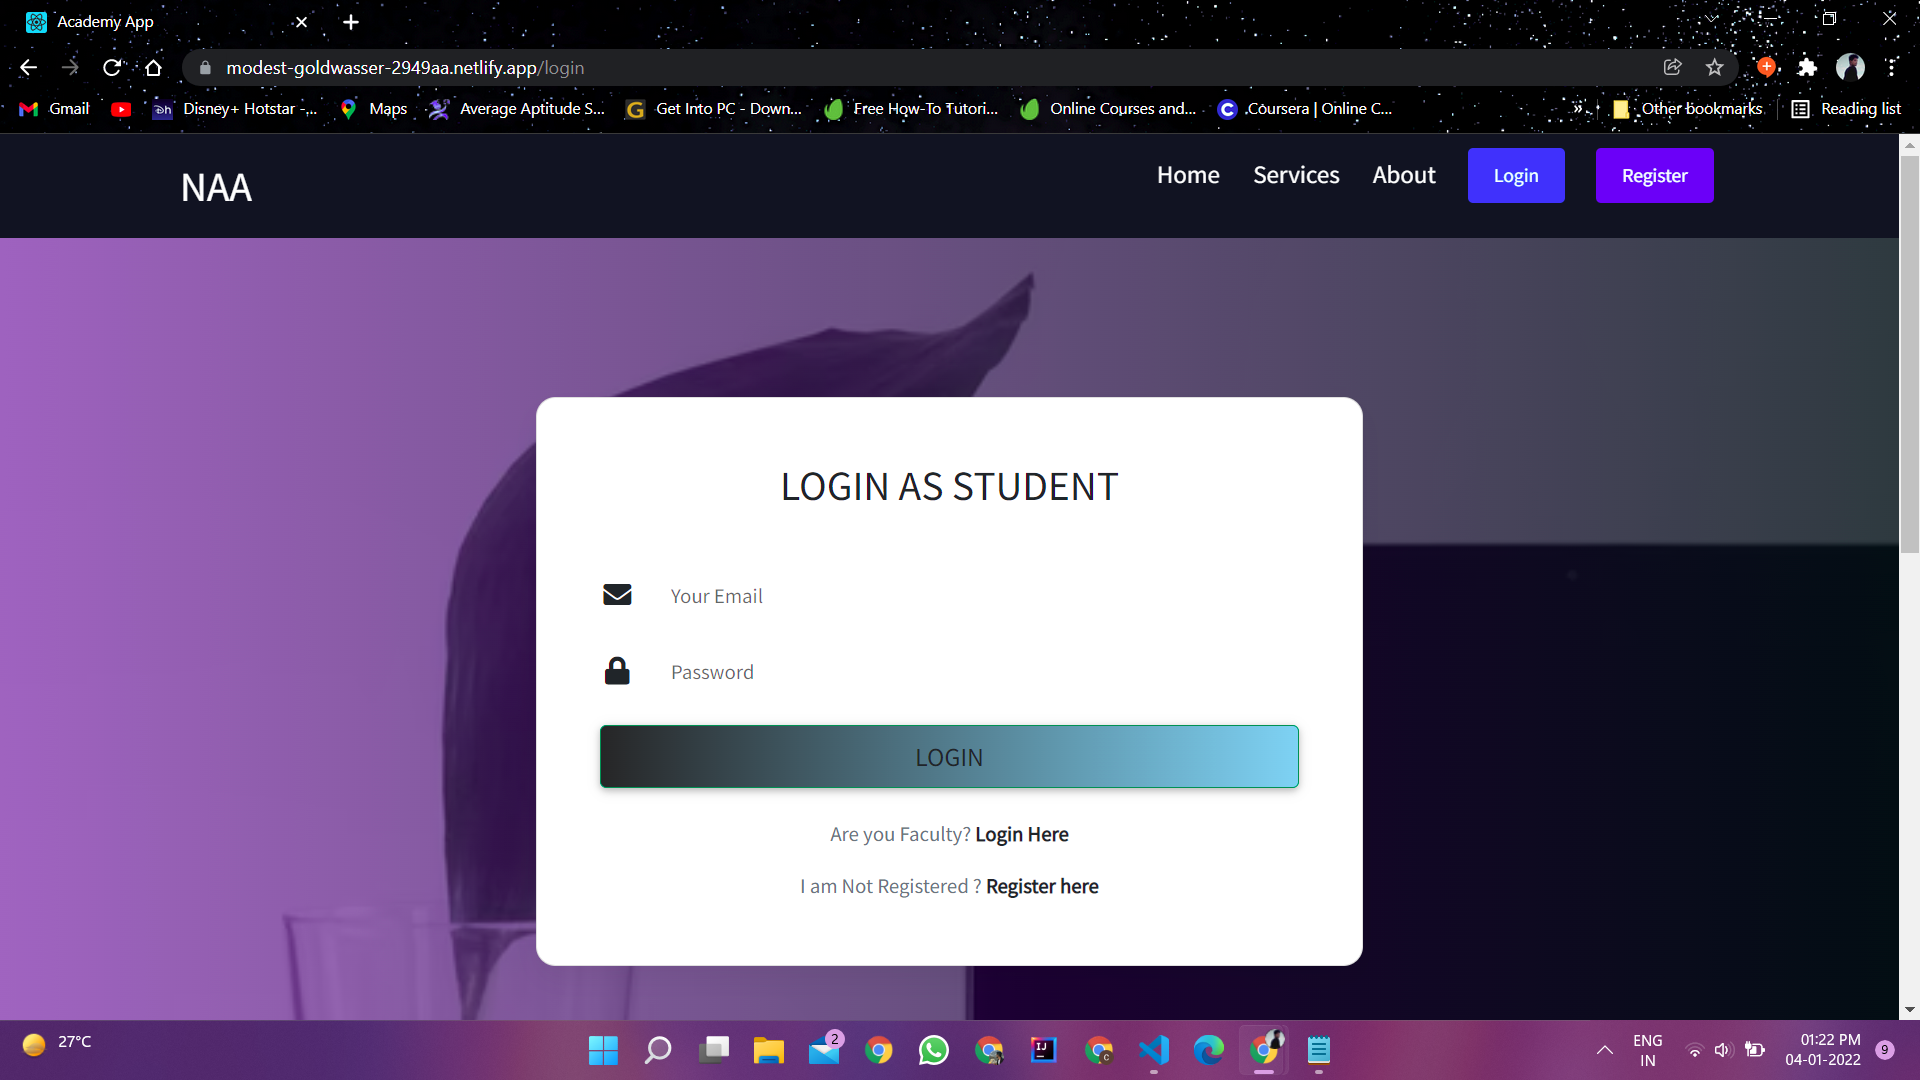 Academy App
modest-goldwasser-2949aa.netlify.app/login
Gmail
Disney+ Hotstar -...
Maps
Average Aptitude S...
Get Into PC - Down...
Free How-To Tutori...
Online Courses and...
Coursera | Online C...
»
Other bookmarks
Reading list
NAA
Home
Services
About
Login
Register
LOGIN AS STUDENT
Your Email
Password
LOGIN
Are you Faculty? Login Here
I am Not Registered ? Register here
27°C
2
ENG
IN
01:22 PM
04-01-2022
9